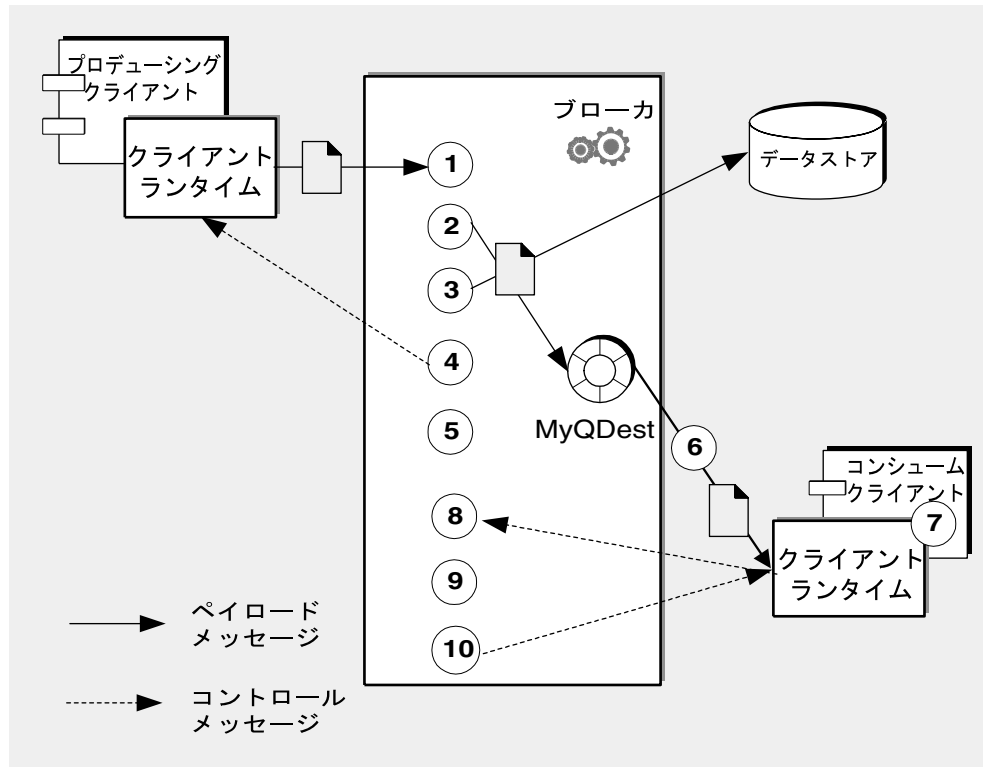 プロデューシング
クライアント
クライアント
ランタイム
ブローカ
データストア
1
2
3
4
5
MyQDest
6
8
9
10
コンシューム
クライアント
7
クライアント
ランタイム
ペイロード
メッセージ
コントロール
メッセージ